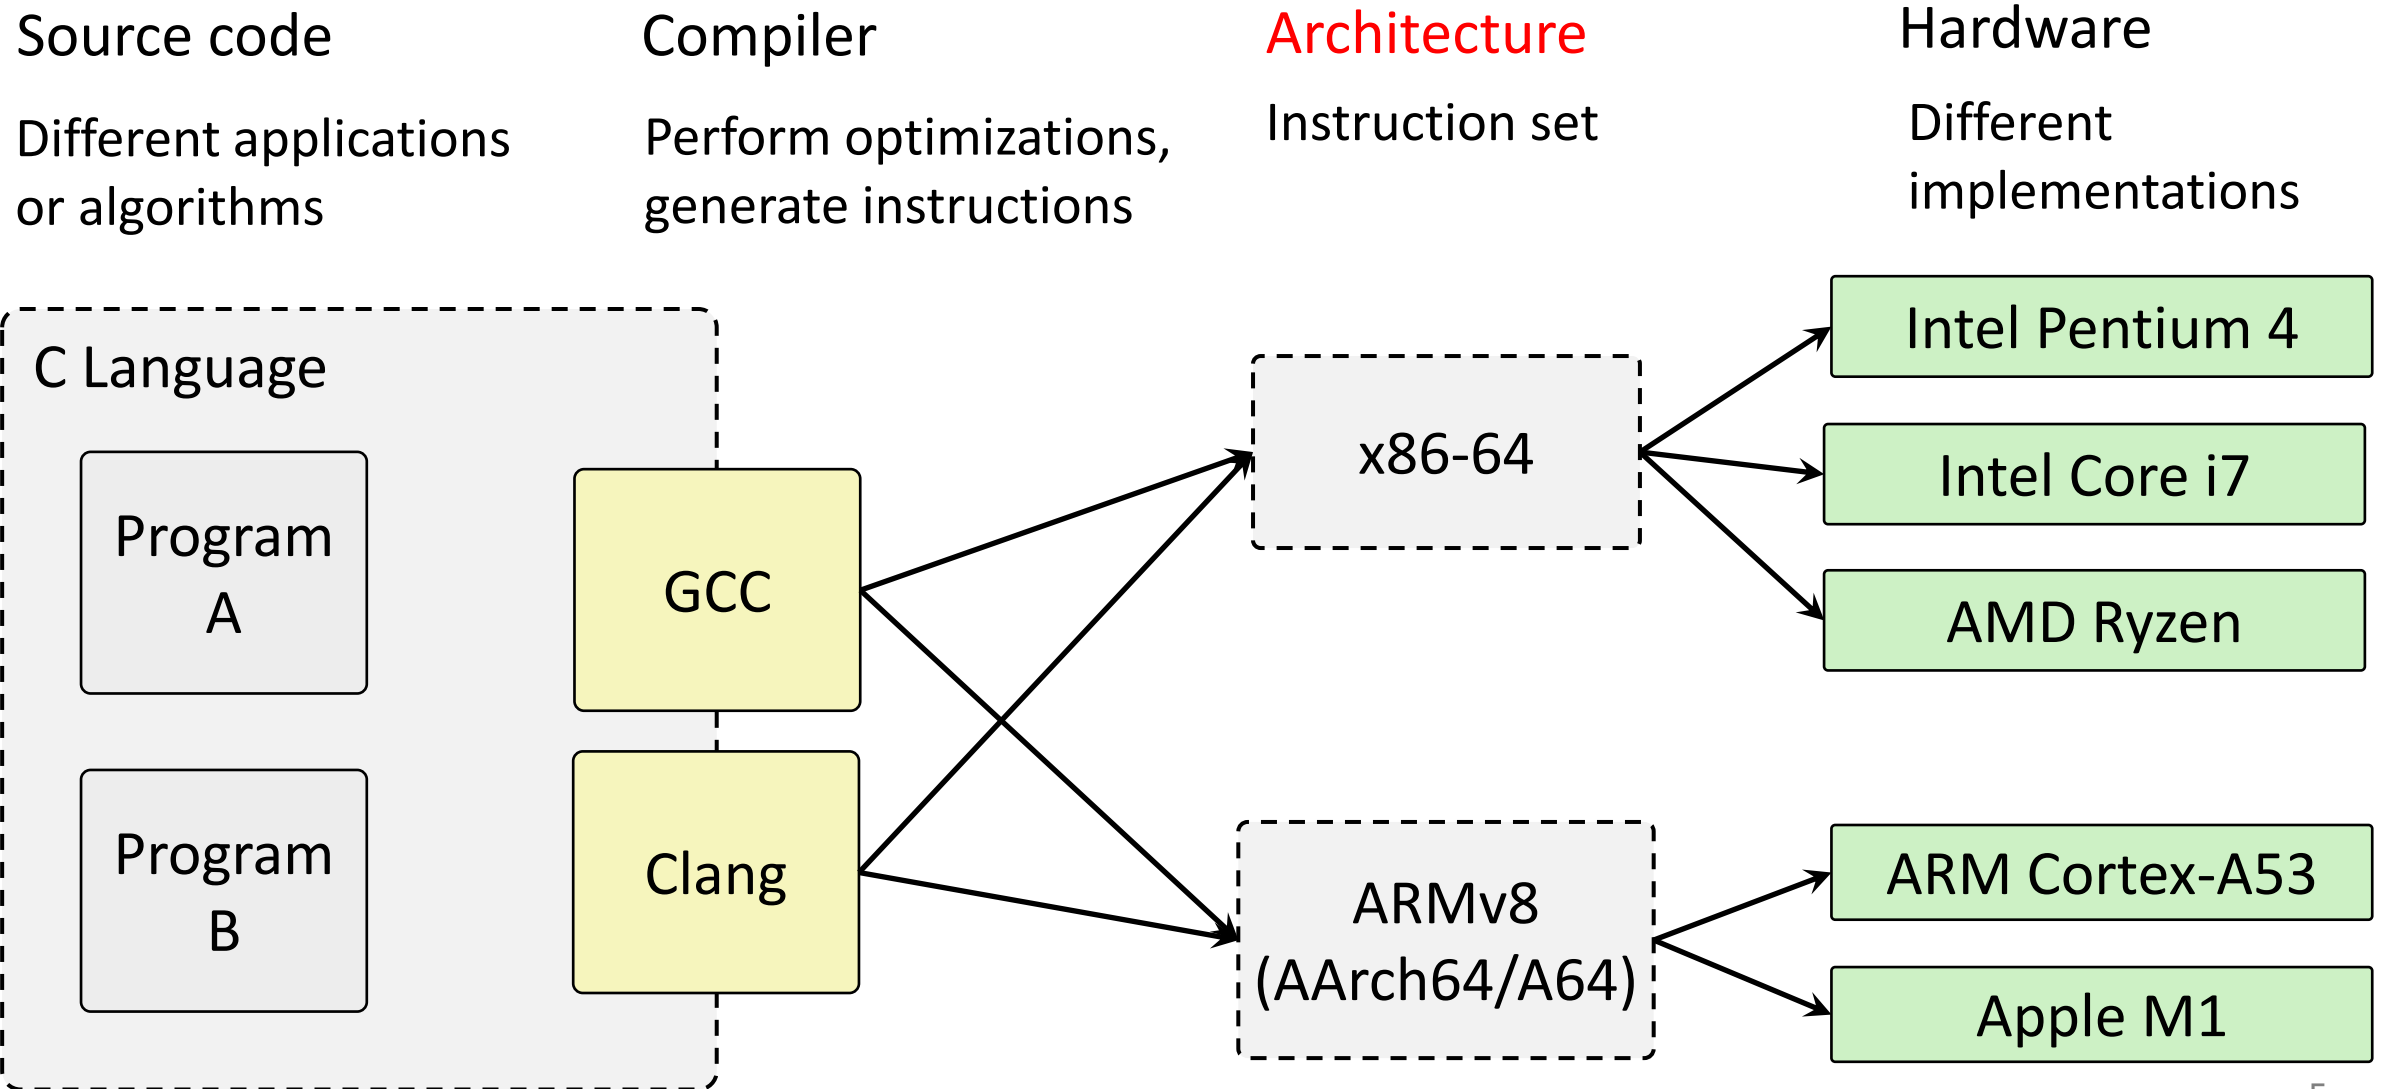 Source code
Different applications
or algorithms
Compiler
Perform optimizations,
generate instructions
Architecture
Instruction set
Hardware
Different
implementations
C Language
Program
A
Program
B
GCC
Clang
x86-64
ARMv8
(AArch64/A64)
Intel Pentium 4
Intel Core i7
AMD Ryzen
ARM Cortex-A53
Apple M1